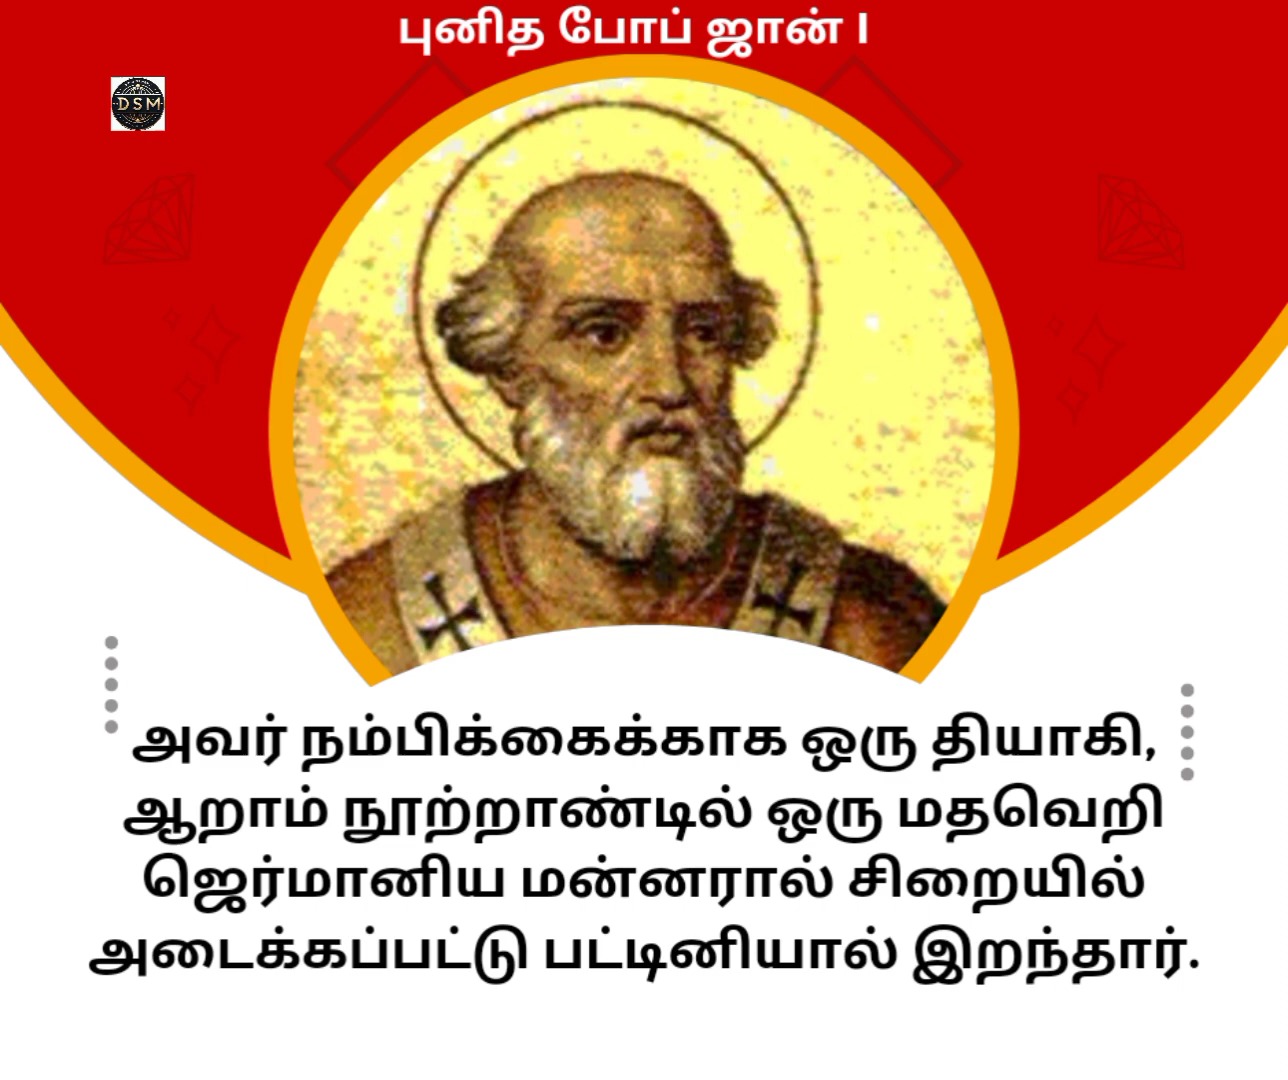 புனித போப் ஜான் I
DSM
அவர் நம்பிக்கைக்காக ஒரு தியாகி,
ஆறாம் நூற்றாண்டில் ஒரு மதவெறி
ஜெர்மானிய மன்னரால் சிறையில்
அடைக்கப்பட்டு பட்டினியால் இறந்தார்.